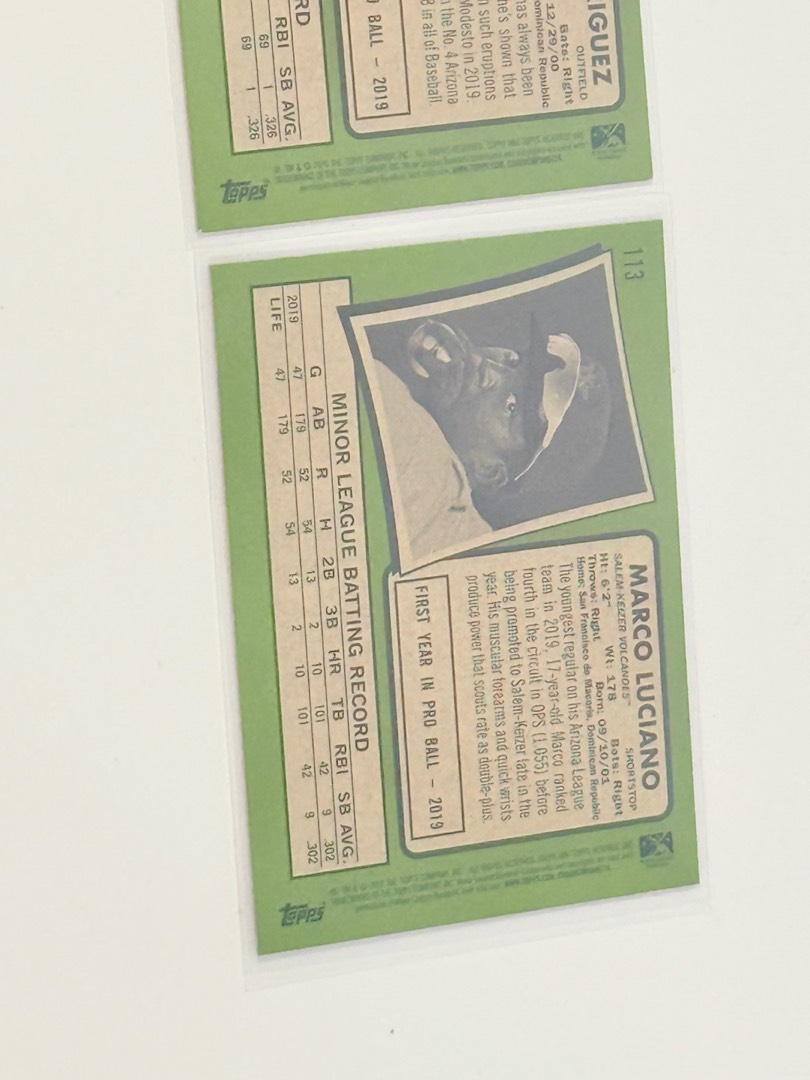 RIGUEZ
OUTFIELD
Bats: Right
12/29/00
ominican Republic
has always been
he's shown that
n such eruptions
Modesto in 2019.
n the No. 4 Arizona
in all of Baseball.
BALL – 2019
RD
RBI SB AVG.
69 1 .326
69 1 .326
Topps
113
MARCO LUCIANO
SALEM-KEIZER VOLCANOES™ SHORTSTOP
Ht: 6'2" Wt: 178 Bats: Right
Throws: Right Born: 09/10/01
Home: San Francisco de Macoris, Dominican Republic
The youngest regular on his Arizona League
team in 2019, 17-year-old Marco ranked
fourth in the circuit in OPS (1.055) before
being promoted to Salem-Keizer late in the
year. His muscular forearms and quick wrists
produce power that scouts rate as double-plus.
FIRST YEAR IN PRO BALL – 2019
MINOR LEAGUE BATTING RECORD
G AB R H 2B 3B HR TB RBI SB AVG.
2019 47 179 52 54 13 2 10 101 42 9 .302
LIFE 47 179 52 54 13 2 10 101 42 9 .302
Topps